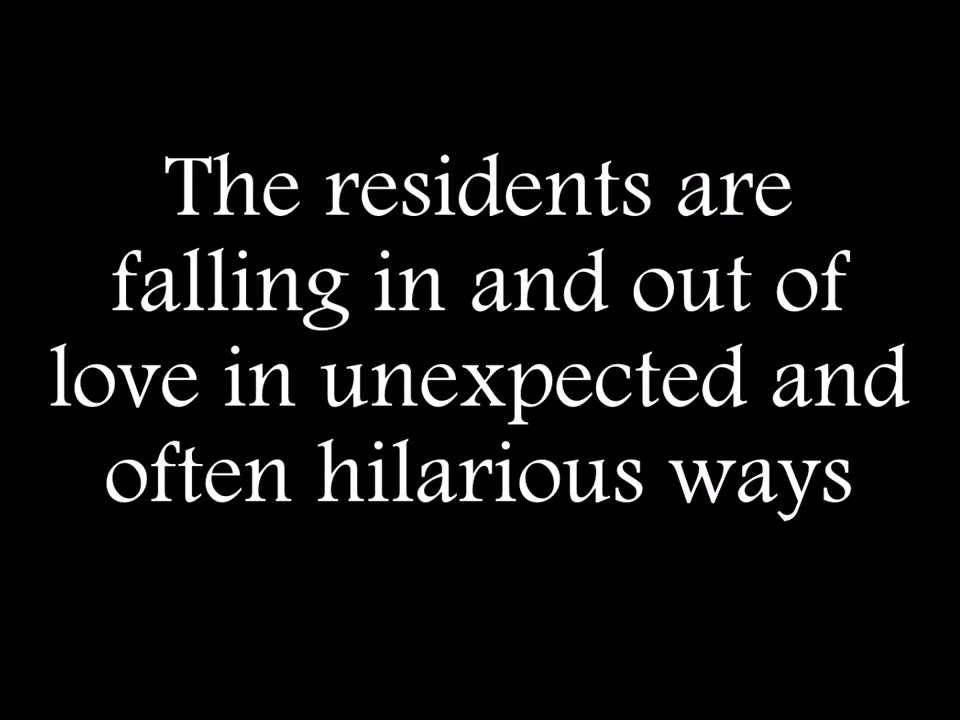 The residents are
falling in and out of
love in unexpected and
often hilarious ways